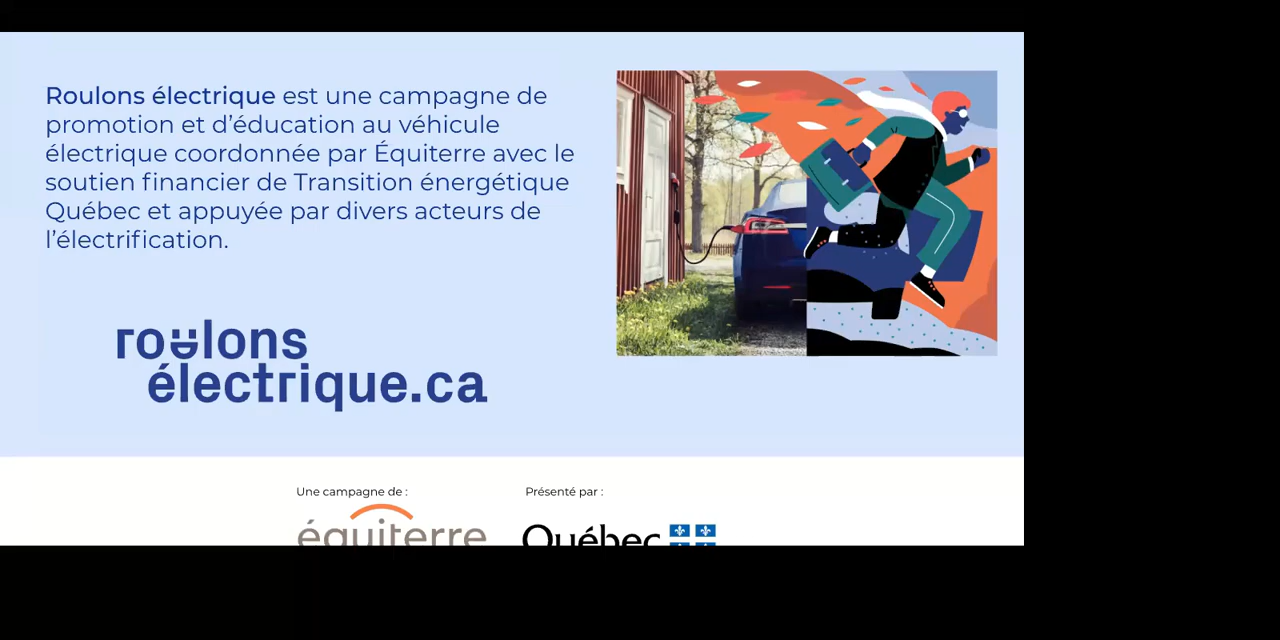 Roulons électrique est une campagne de
promotion et d’éducation au véhicule
électrique coordonnée par Équiterre avec le
soutien financier de Transition énergétique
Québec et appuyée par divers acteurs de
l’électrification.
roulons
électrique.ca
Une campagne de :
Présenté par :
équiterre
Québec